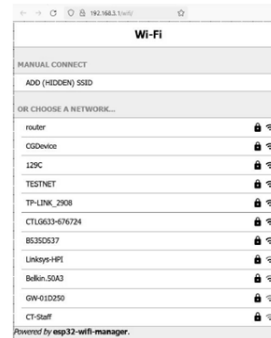 192.168.1.1/wifi/
Wi-Fi
MANUAL CONNECT
ADD (HIDDEN) SSID
OR CHOOSE A NETWORK...
router
CGDevice
129C
TESTNET
TP-LINK_2908
CTLG633-676724
BS35D537
Linksys-HPI
Belkin.50A3
GW-01D250
CT-Staff
Powered by esp32-wifi-manager.